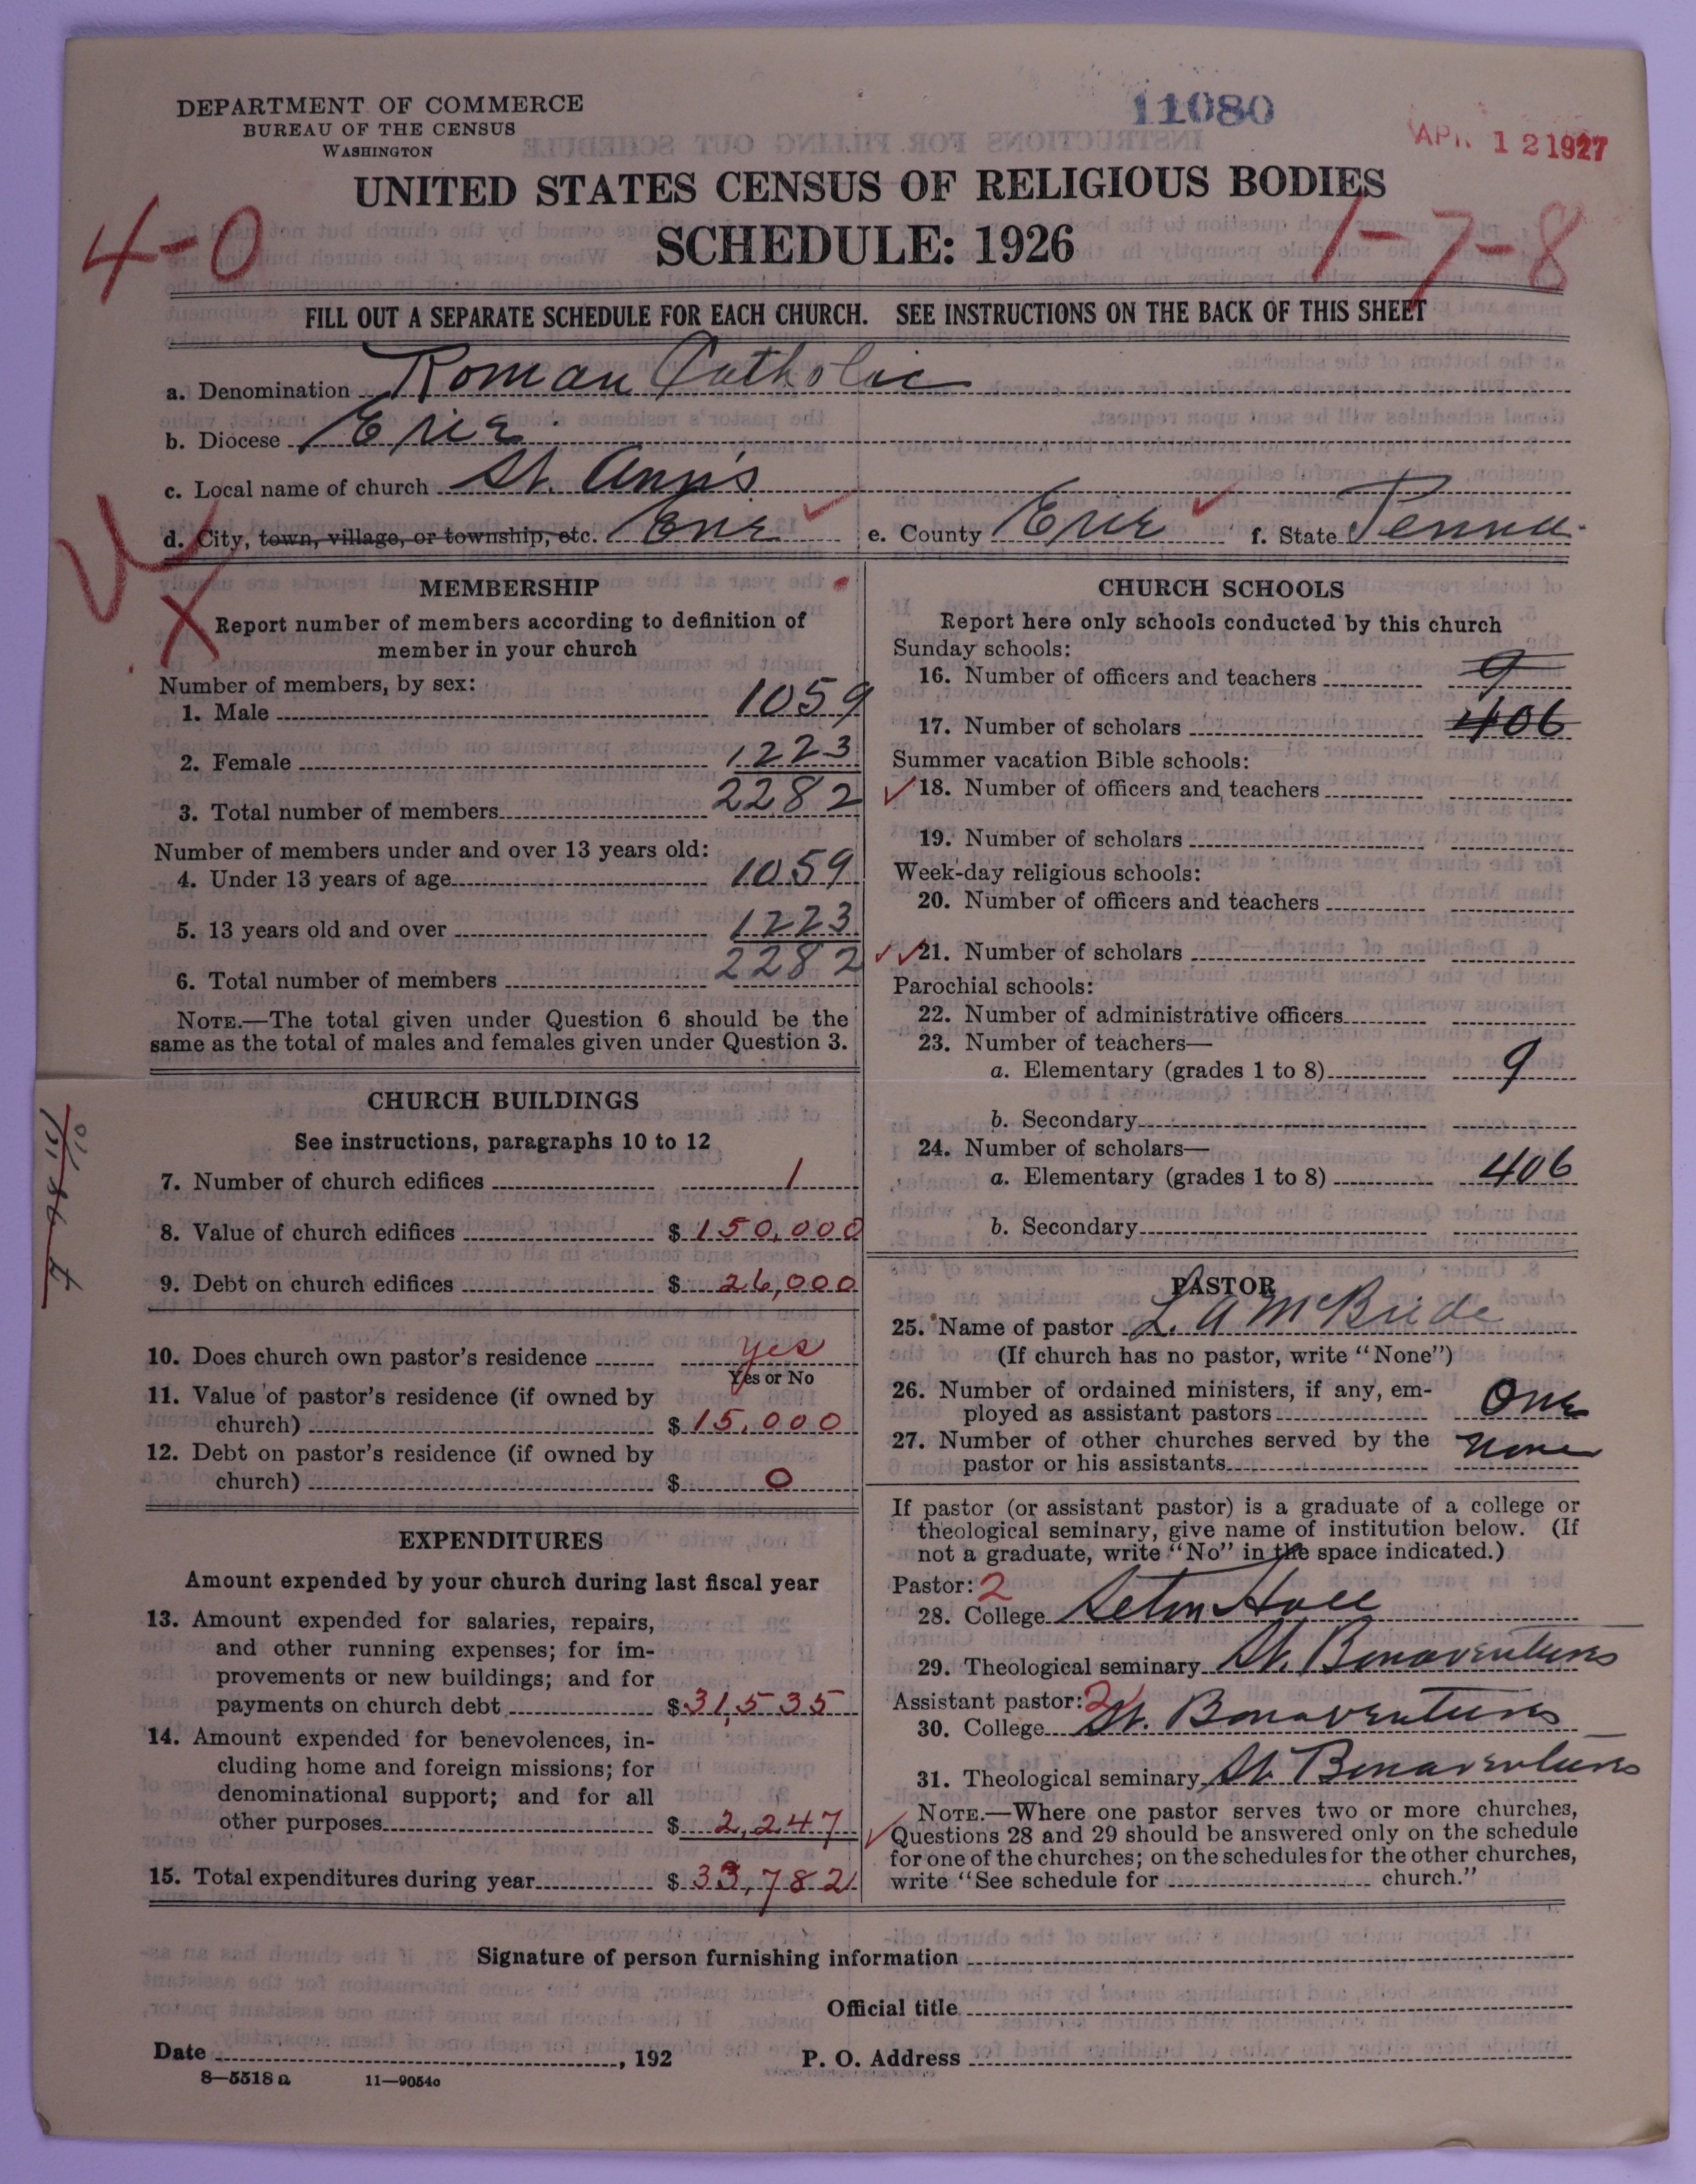 DEPARTMENT OF COMMERCE
BUREAU OF THE CENSUS
WASHINGTON
11080
APR. 12 1927
UNITED STATES CENSUS OF RELIGIOUS BODIES
SCHEDULE: 1926
4-0
1-7-8
FILL OUT A SEPARATE SCHEDULE FOR EACH CHURCH. SEE INSTRUCTIONS ON THE BACK OF THIS SHEET
a. Denomination Roman Catholic
b. Diocese Erie
c. Local name of church St. Ann's
d. City, town, village, or township, etc. Erie e. County Erie f. State Penna.
MEMBERSHIP
Report number of members according to definition of
member in your church
Number of members, by sex:
1. Male 1059
2. Female 1223
3. Total number of members 2282
Number of members under and over 13 years old:
4. Under 13 years of age 1059
5. 13 years old and over 1223
6. Total number of members 2282
NOTE.—The total given under Question 6 should be the
same as the total of males and females given under Question 3.
CHURCH BUILDINGS
See instructions, paragraphs 10 to 12
7. Number of church edifices 1
8. Value of church edifices $ 150,000
9. Debt on church edifices $ 26,000
10. Does church own pastor's residence yes
Yes or No
11. Value of pastor's residence (if owned by
church) $ 15,000
12. Debt on pastor's residence (if owned by
church) $ 0
EXPENDITURES
Amount expended by your church during last fiscal year
13. Amount expended for salaries, repairs,
and other running expenses; for im-
provements or new buildings; and for
payments on church debt $ 31,535
14. Amount expended for benevolences, in-
cluding home and foreign missions; for
denominational support; and for all
other purposes $ 2,247
15. Total expenditures during year $ 33,782
CHURCH SCHOOLS
Report here only schools conducted by this church
Sunday schools:
16. Number of officers and teachers 9
17. Number of scholars 406
Summer vacation Bible schools:
18. Number of officers and teachers
19. Number of scholars
Week-day religious schools:
20. Number of officers and teachers
21. Number of scholars
Parochial schools:
22. Number of administrative officers
23. Number of teachers—
a. Elementary (grades 1 to 8) 9
b. Secondary
24. Number of scholars—
a. Elementary (grades 1 to 8) 406
b. Secondary
PASTOR
25. Name of pastor L. A McBride
(If church has no pastor, write "None")
26. Number of ordained ministers, if any, em-
ployed as assistant pastors One
27. Number of other churches served by the
pastor or his assistants None
If pastor (or assistant pastor) is a graduate of a college or
theological seminary, give name of institution below. (If
not a graduate, write "No" in the space indicated.)
Pastor: 2
28. College Seton Hall
29. Theological seminary St. Bonaventures
Assistant pastor: 2
30. College St. Bonaventures
31. Theological seminary St. Bonaventures
NOTE.—Where one pastor serves two or more churches,
Questions 28 and 29 should be answered only on the schedule
for one of the churches; on the schedules for the other churches,
write "See schedule for church."
Signature of person furnishing information
Official title
Date , 192 P. O. Address
8—5518 a 11—9054c